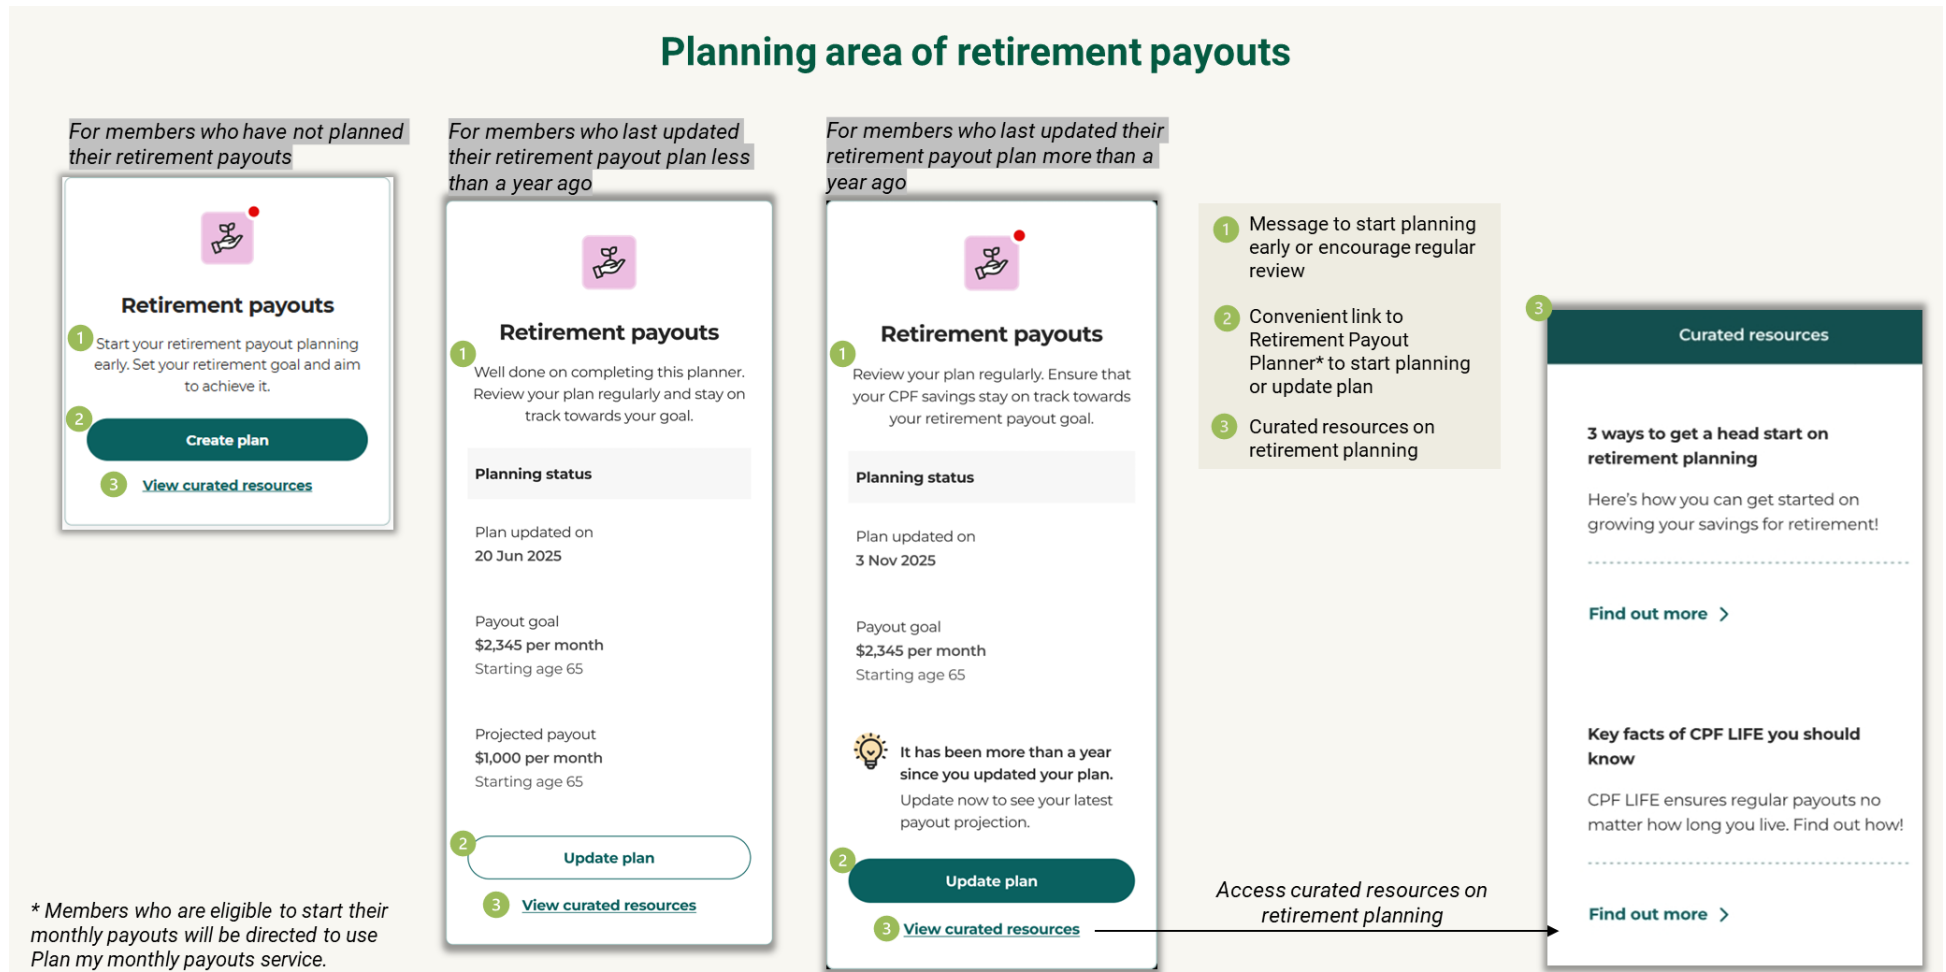 Planning area of retirement payouts
For members who have not planned
their retirement payouts
Retirement payouts
1
Start your retirement payout planning
early. Set your retirement goal and aim
to achieve it.
2
Create plan
3
View curated resources
* Members who are eligible to start their
monthly payouts will be directed to use
Plan my monthly payouts service.
For members who last updated
their retirement payout plan less
than a year ago
Retirement payouts
1
Well done on completing this planner.
Review your plan regularly and stay on
track towards your goal.
Planning status
Plan updated on
20 Jun 2025
Payout goal
$2,345 per month
Starting age 65
Projected payout
$1,000 per month
Starting age 65
2
Update plan
3
View curated resources
For members who last updated their
retirement payout plan more than a
year ago
Retirement payouts
1
Review your plan regularly. Ensure that
your CPF savings stay on track towards
your retirement payout goal.
Planning status
Plan updated on
3 Nov 2025
Payout goal
$2,345 per month
Starting age 65
It has been more than a year
since you updated your plan.
Update now to see your latest
payout projection.
2
Update plan
3
View curated resources
1
Message to start planning
early or encourage regular
review
2
Convenient link to
Retirement Payout
Planner* to start planning
or update plan
3
Curated resources on
retirement planning
Access curated resources on
retirement planning
3
Curated resources
3 ways to get a head start on
retirement planning
Here's how you can get started on
growing your savings for retirement!
Find out more
Key facts of CPF LIFE you should
know
CPF LIFE ensures regular payouts no
matter how long you live. Find out how!
Find out more